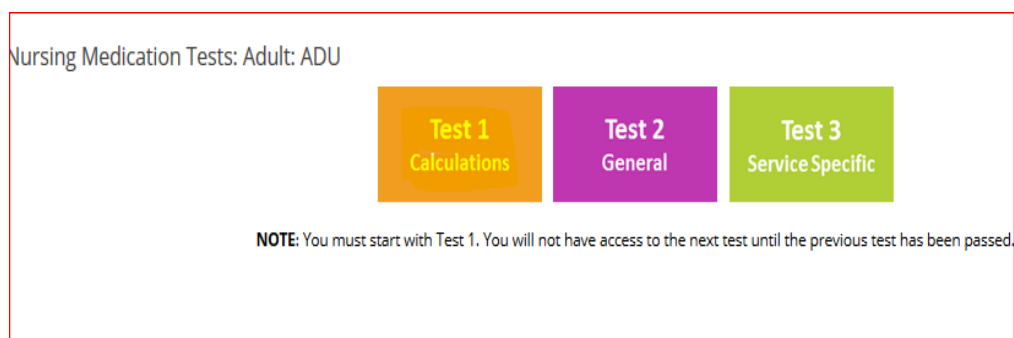 Nursing Medication Tests: Adult: ADU
Test 1
Calculations
Test 2
General
Test 3
Service Specific
NOTE: You must start with Test 1. You will not have access to the next test until the previous test has been passed.